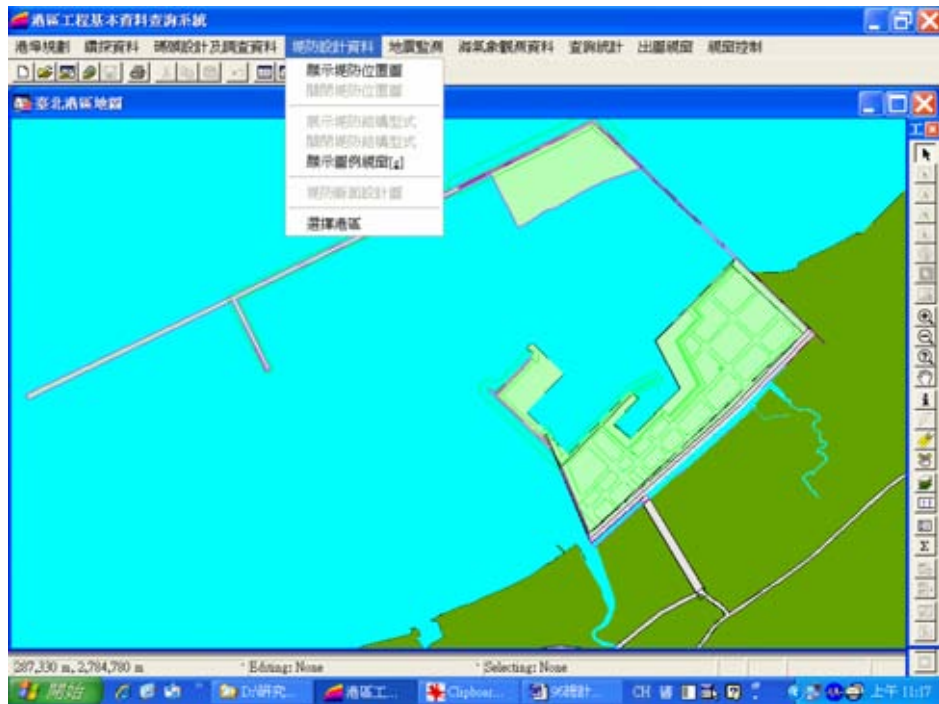 港區工程基本資料查詢系統
港埠規劃 鑽探資料 碼頭設計及調查資料 堤防設計資料 地震監測 海氣象觀測資料 查詢統計 出圖視窗 視窗控制
顯示堤防位置圖
關閉堤防位置圖
展示堤防結構型式
關閉堤防結構型式
顯示圖例視窗
堤防斷面設計圖
選擇港區
臺北港區地圖
工
287,330 m, 2,784,780 m Editing: None Selecting: None
開始 D:\研究... 港區工... Clipboar... CH 上午 11:17